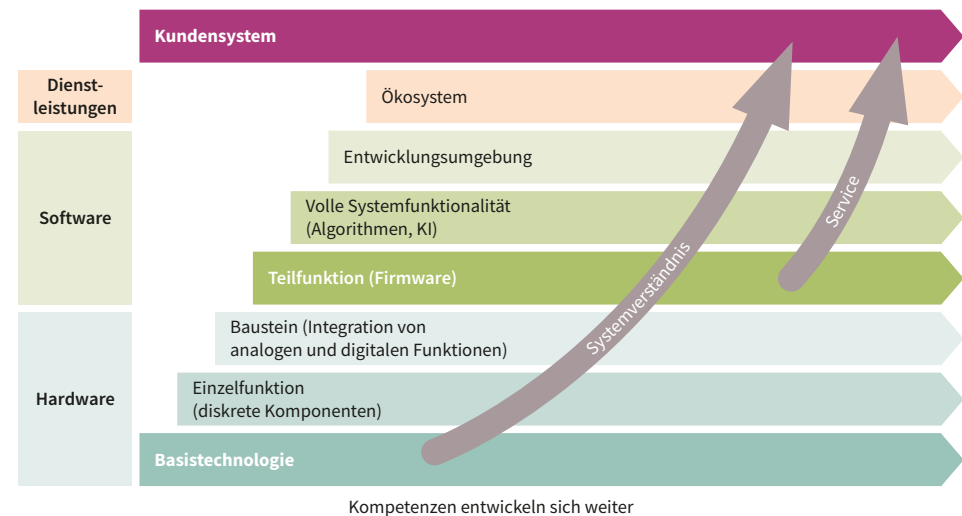 Kundensystem
Dienst-
leistungen
Ökosystem
Entwicklungsumgebung
Software
Volle Systemfunktionalität
(Algorithmen, KI)
Service
Teilfunktion (Firmware)
Systemverständnis
Baustein (Integration von
analogen und digitalen Funktionen)
Hardware
Einzelfunktion
(diskrete Komponenten)
Basistechnologie
Kompetenzen entwickeln sich weiter